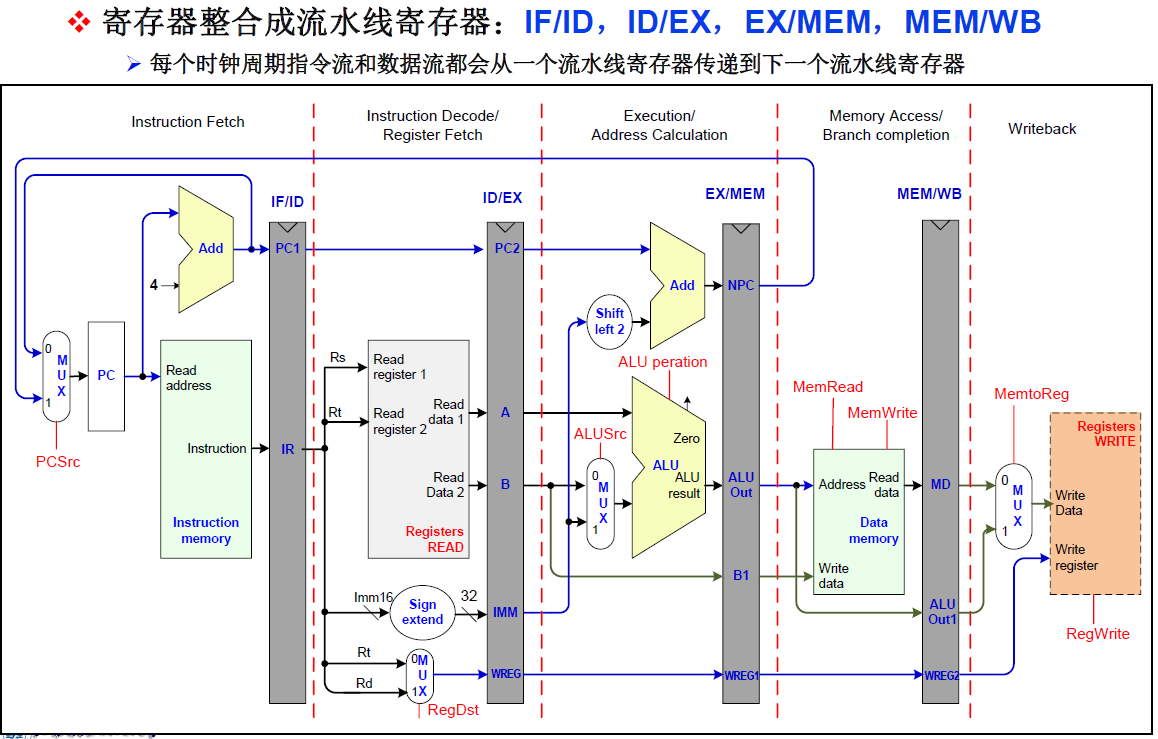 寄存器整合成流水线寄存器：IF/ID，ID/EX，EX/MEM，MEM/WB
每个时钟周期指令流和数据流都会从一个流水线寄存器传递到下一个流水线寄存器
Instruction Fetch
Instruction Decode/
Register Fetch
Execution/
Address Calculation
Memory Access/
Branch completion
Writeback
IF/ID
ID/EX
EX/MEM
MEM/WB
Add
4
PC1
PC2
Add
NPC
Shift
left 2
0
MUX
1
PCSrc
PC
Read
address
Instruction
Instruction
memory
IR
Rs
Rt
Read
register 1
Read
register 2
Read
data 1
Read
Data 2
Registers
READ
A
B
ALU peration
ALUSrc
0
MUX
1
Zero
ALU
ALU
result
ALU
Out
B1
MemRead
MemWrite
Address
Read
data
Data
memory
Write
data
MD
ALU
Out1
MemtoReg
0
MUX
1
Registers
WRITE
Write
Data
Write
register
RegWrite
Imm16
Sign
extend
32
IMM
Rt
Rd
0
MUX
1
RegDst
WREG
WREG1
WREG2